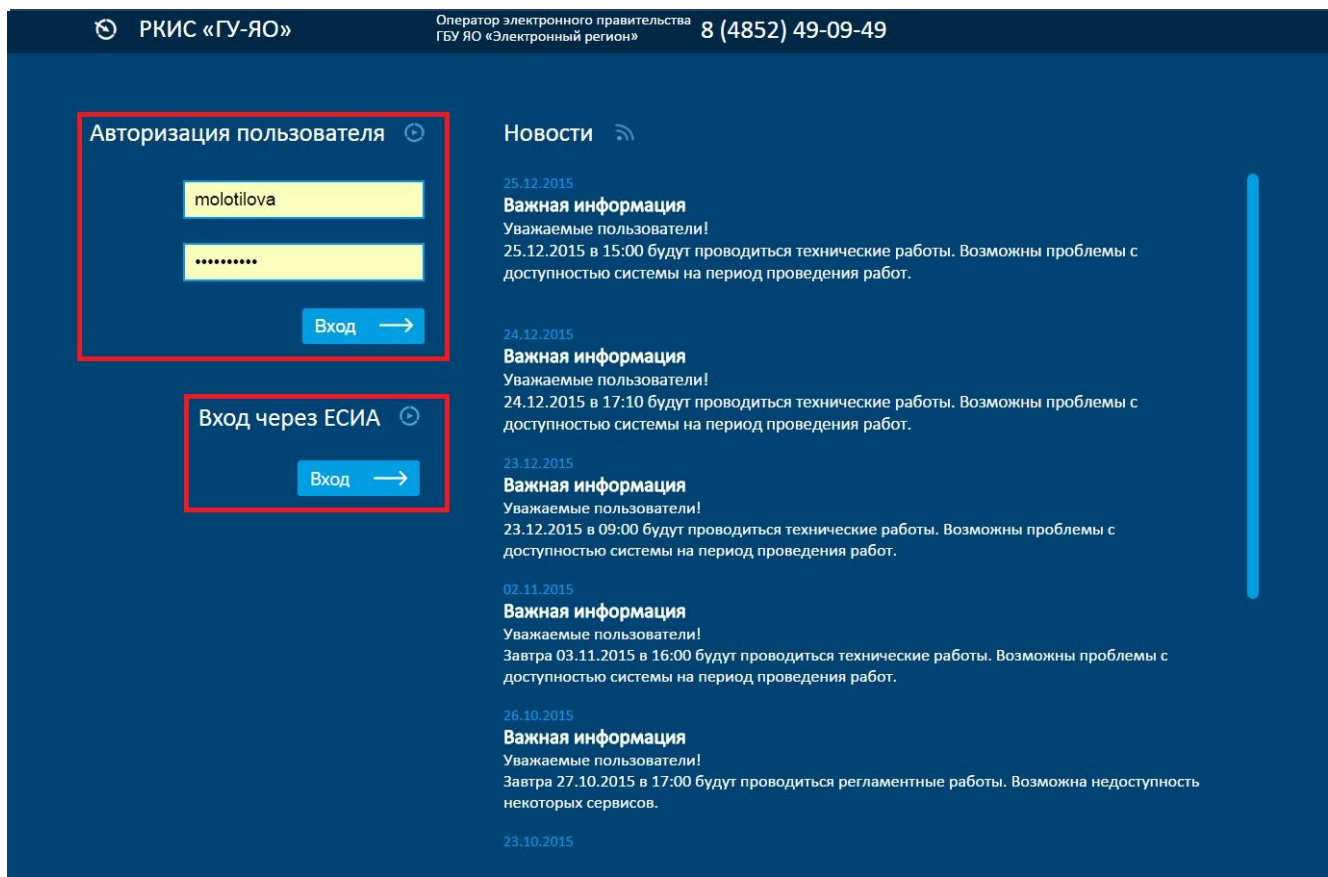 РКИС «ГУ-ЯО»
Оператор электронного правительства
ГБУ ЯО «Электронный регион»
8 (4852) 49-09-49
Авторизация пользователя
molotilova
••••••••••
Вход
Вход через ЕСИА
Вход
Новости
25.12.2015
Важная информация
Уважаемые пользователи!
25.12.2015 в 15:00 будут проводиться технические работы. Возможны проблемы с
доступностью системы на период проведения работ.
24.12.2015
Важная информация
Уважаемые пользователи!
24.12.2015 в 17:10 будут проводиться технические работы. Возможны проблемы с
доступностью системы на период проведения работ.
23.12.2015
Важная информация
Уважаемые пользователи!
23.12.2015 в 09:00 будут проводиться технические работы. Возможны проблемы с
доступностью системы на период проведения работ.
02.11.2015
Важная информация
Уважаемые пользователи!
Завтра 03.11.2015 в 16:00 будут проводиться технические работы. Возможны проблемы с
доступностью системы на период проведения работ.
26.10.2015
Важная информация
Уважаемые пользователи!
Завтра 27.10.2015 в 17:00 будут проводиться регламентные работы. Возможна недоступность
некоторых сервисов.
23.10.2015